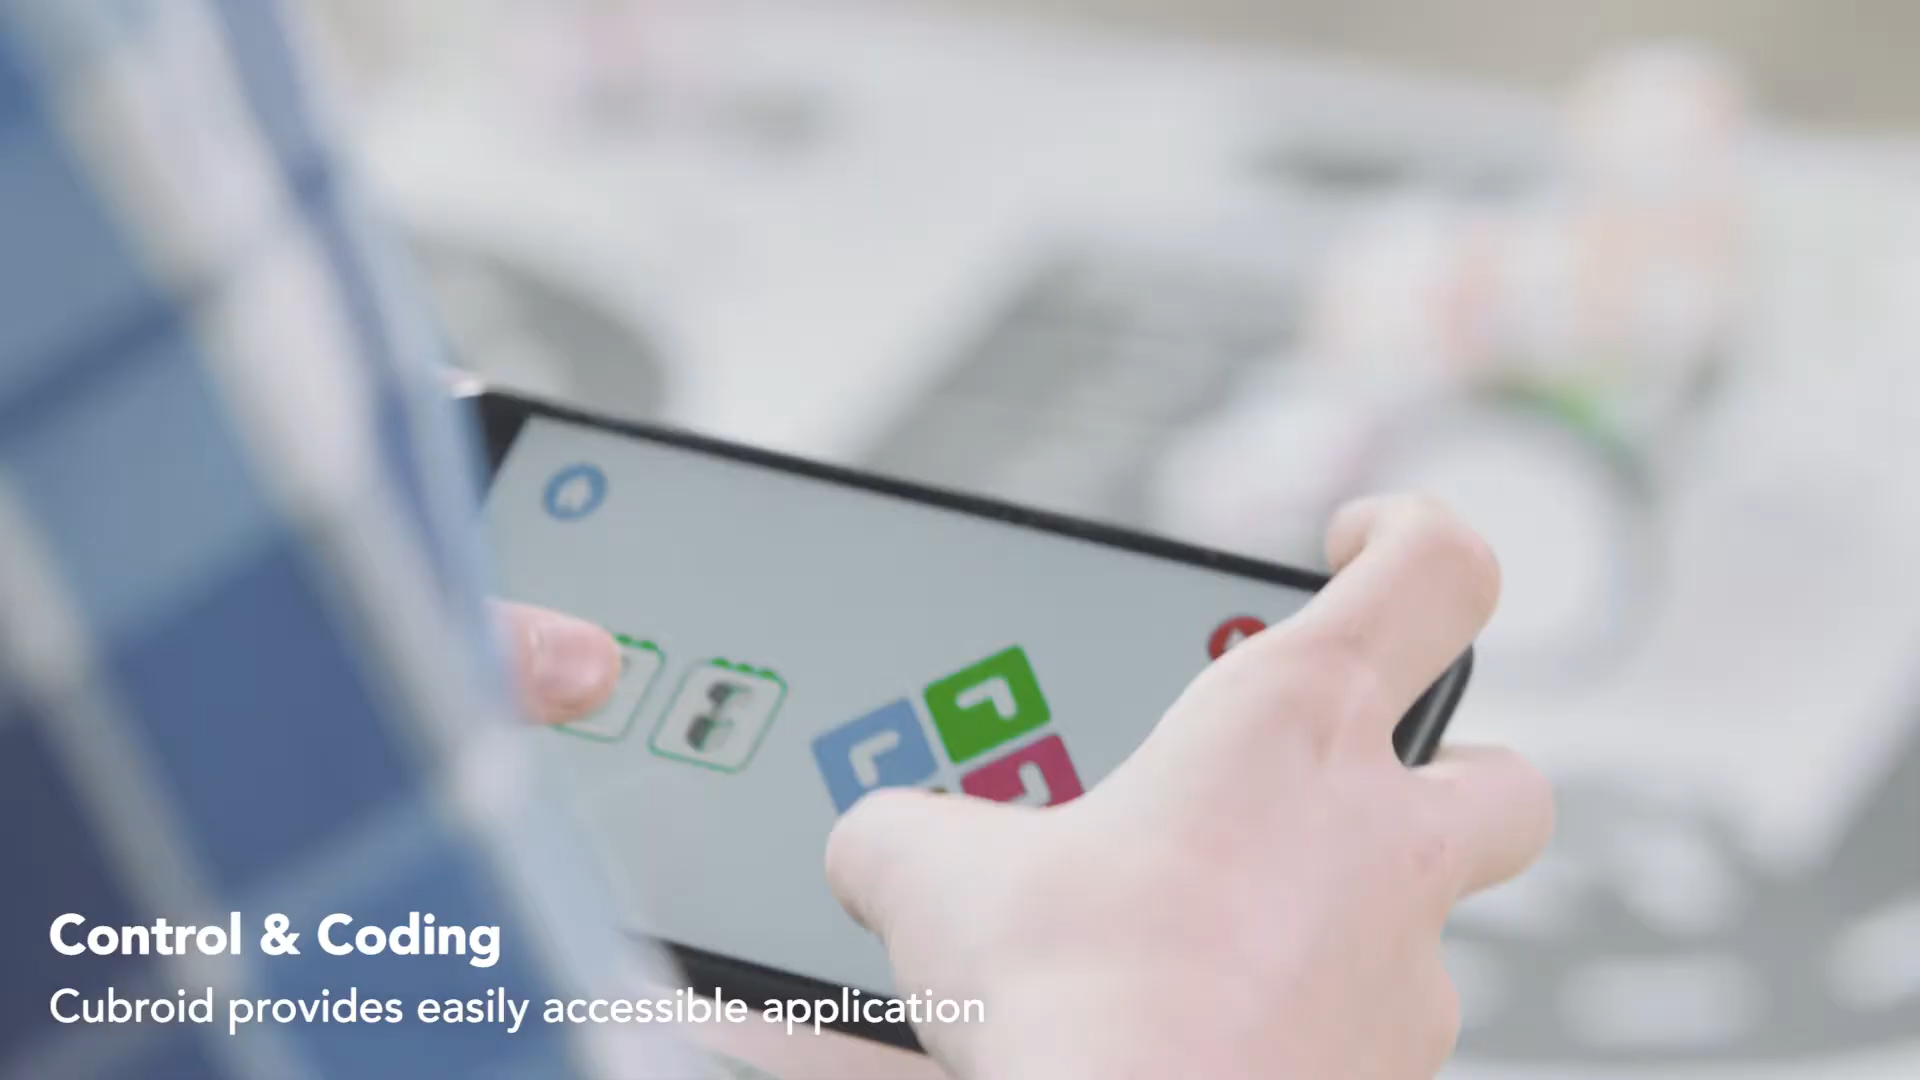 Control & Coding
Cubroid provides easily accessible application